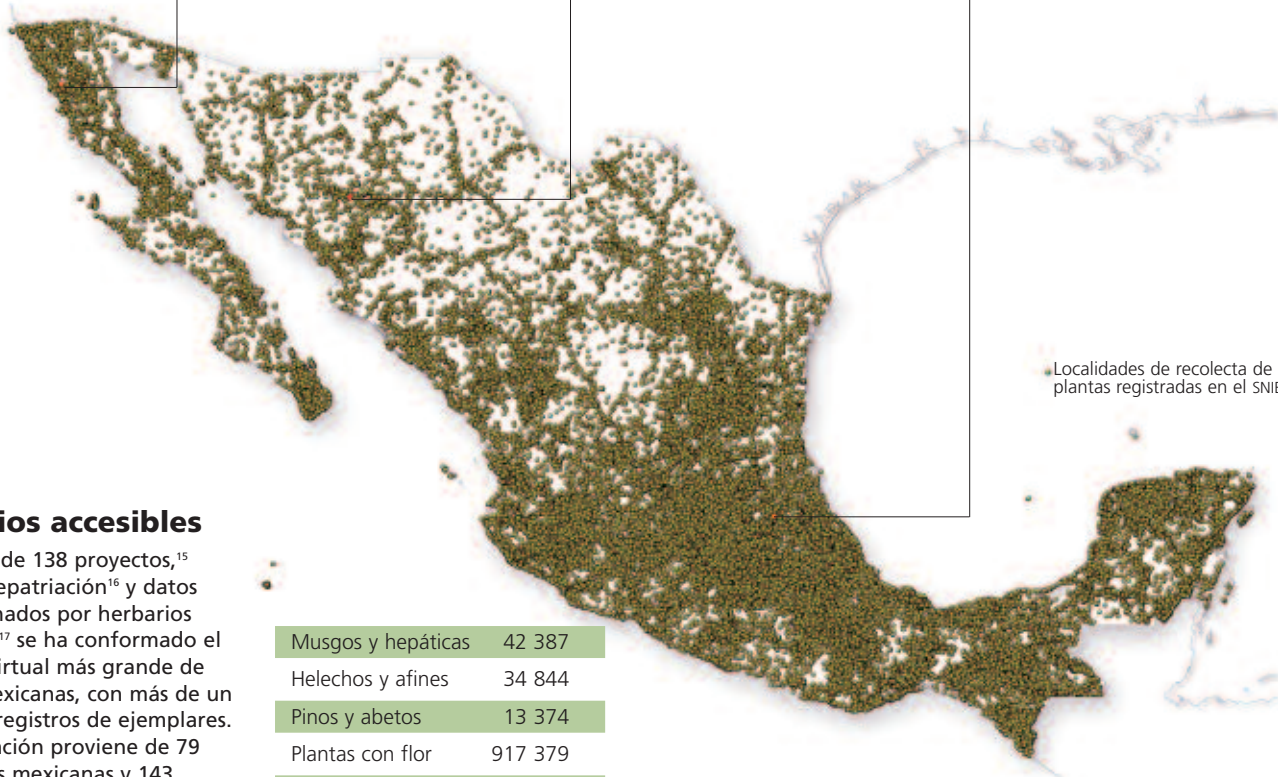 Localidades de recolecta de
plantas registradas en el SNIB
ios accesibles
de 138 proyectos,¹⁵
epatriación¹⁶ y datos
nados por herbarios
¹⁷ se ha conformado el
irtual más grande de
exicanas, con más de un
registros de ejemplares.
ación proviene de 79
s mexicanas y 143
Musgos y hepáticas 42 387
Helechos y afines 34 844
Pinos y abetos 13 374
Plantas con flor 917 379